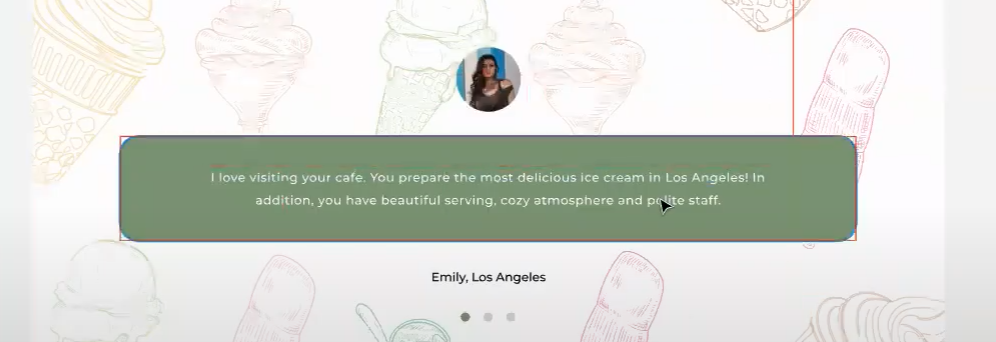 I love visiting your cafe. You prepare the most delicious ice cream in Los Angeles! In
addition, you have beautiful serving, cozy atmosphere and polite staff.
Emily, Los Angeles